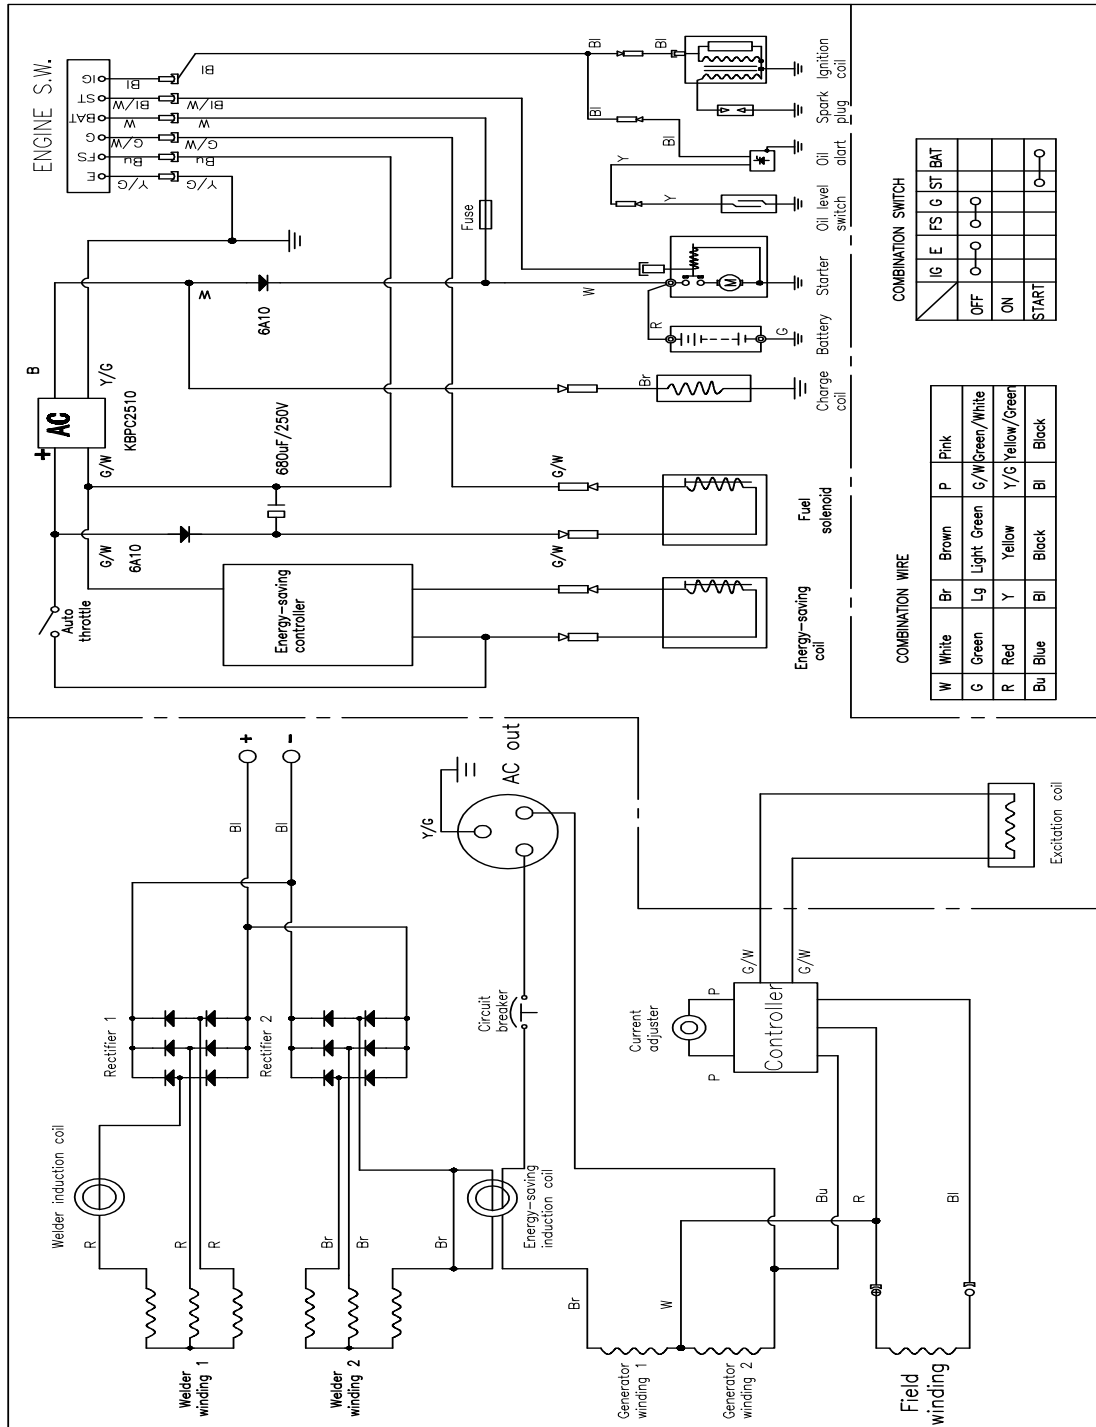 ENGINE S.W.
IG
ST
BAT
G
FS
E
Bl
Bl/W
W
G/W
Bu
Y/G
Bl
Bl/W
W
G/W
Bu
Y/G
Bl
Bl
Bl
Bl
Y
Y
Ignition
coil
Spark
plug
Oil
alart
Oil level
switch
Fuse
Starter
M
B
B
W
R
Battery
G
Charge
coil
Br
W
6A10
B
Y/G
AC
+
KBPC2510
G/W
680uF/250V
G/W
6A10
G/W
G/W
Fuel
solenoid
Auto
throttle
Energy-saving
controller
Energy-saving
coil
COMBINATION SWITCH
IG E FS G ST BAT
OFF
ON
START
COMBINATION WIRE
W White Br Brown P Pink
G Green Lg Light Green G/W Green/White
R Red Y Yellow Y/G Yellow/Green
Bu Blue Bl Black Bl Black
+
-
Bl
Bl
Y/G
AC out
Rectifier 1
Rectifier 2
Circuit
breaker
Welder induction coil
R
R
R
Br
Br
Br
Energy-saving
induction coil
Welder
winding 1
Welder
winding 2
Current
adjuster
P
P
Controller
G/W
G/W
Excitation coil
Bu
R
Bl
Br
W
Generator
winding 1
Generator
winding 2
Field
winding